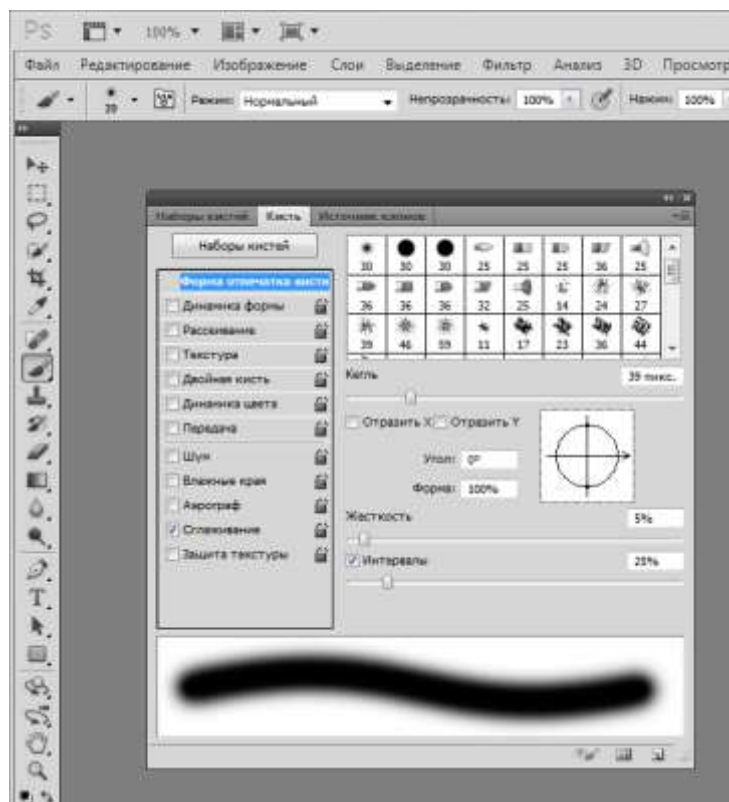 Ps 100%
Файл Редактирование Изображение Слои Выделение Фильтр Анализ 3D Просмотр
39 Режим: Нормальный Непрозрачность: 100% Нажим: 100%
Наборы кистей Кисть Источник клонов
Наборы кистей
30 30 30 25 25 25 36 25
Форма отпечатка кисти
36 36 36 32 25 14 24 27
Динамика формы
Рассеивание
39 46 59 11 17 23 36 44
Текстура
Двойная кисть
Кегль 39 пикс.
Динамика цвета
Передача
Отразить X Отразить Y
Шум
Угол: 0°
Влажные края
Форма: 100%
Аэрограф
Жесткость 5%
Сглаживание
Защита текстуры
Интервалы 25%
T